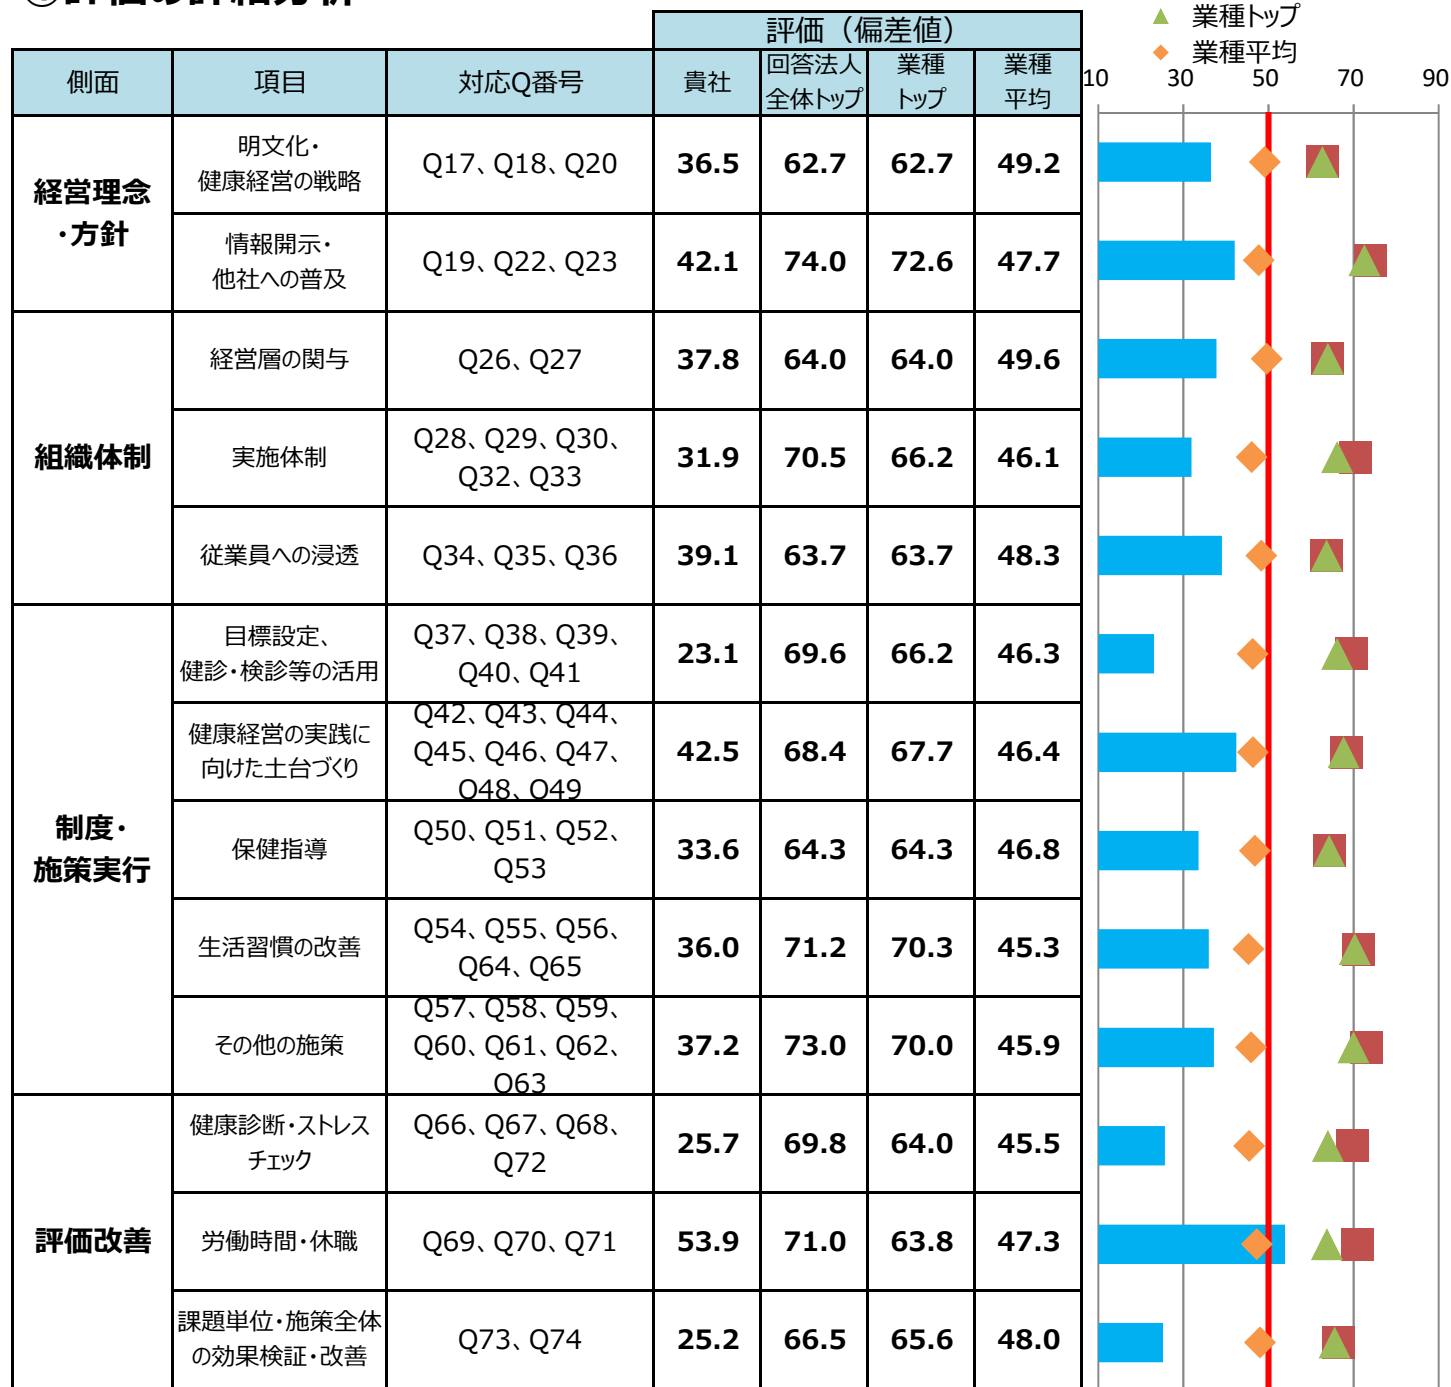 評価（偏差値）
▲ 業種トップ
◆ 業種平均
側面 項目 対応Q番号 貴社 回答法人 業種 業種
全体トップ トップ 平均
10 30 50 70 90
経営理念
・方針
明文化・
健康経営の戦略
Q17、Q18、Q20 36.5 62.7 62.7 49.2
情報開示・
他社への普及
Q19、Q22、Q23 42.1 74.0 72.6 47.7
組織体制
経営層の関与 Q26、Q27 37.8 64.0 64.0 49.6
実施体制
Q28、Q29、Q30、
Q32、Q33
31.9 70.5 66.2 46.1
従業員への浸透 Q34、Q35、Q36 39.1 63.7 63.7 48.3
制度・
施策実行
目標設定、
健診・検診等の活用
Q37、Q38、Q39、
Q40、Q41
23.1 69.6 66.2 46.3
健康経営の実践に
向けた土台づくり
Q42、Q43、Q44、
Q45、Q46、Q47、
Q48、Q49
42.5 68.4 67.7 46.4
保健指導
Q50、Q51、Q52、
Q53
33.6 64.3 64.3 46.8
生活習慣の改善
Q54、Q55、Q56、
Q64、Q65
36.0 71.2 70.3 45.3
その他の施策
Q57、Q58、Q59、
Q60、Q61、Q62、
Q63
37.2 73.0 70.0 45.9
評価改善
健康診断・ストレス
チェック
Q66、Q67、Q68、
Q72
25.7 69.8 64.0 45.5
労働時間・休職 Q69、Q70、Q71 53.9 71.0 63.8 47.3
課題単位・施策全体
の効果検証・改善
Q73、Q74 25.2 66.5 65.6 48.0